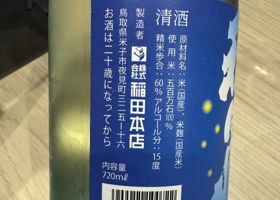 清酒
原材料名：米（国産）、米麹（国産米）
使用米：五百万石100%
精米歩合：60% アルコール分：15度
製造者
株式会社稲田本店
鳥取県米子市夜見町三二五ー十六
お酒は二十歳になってから
内容量
720ml